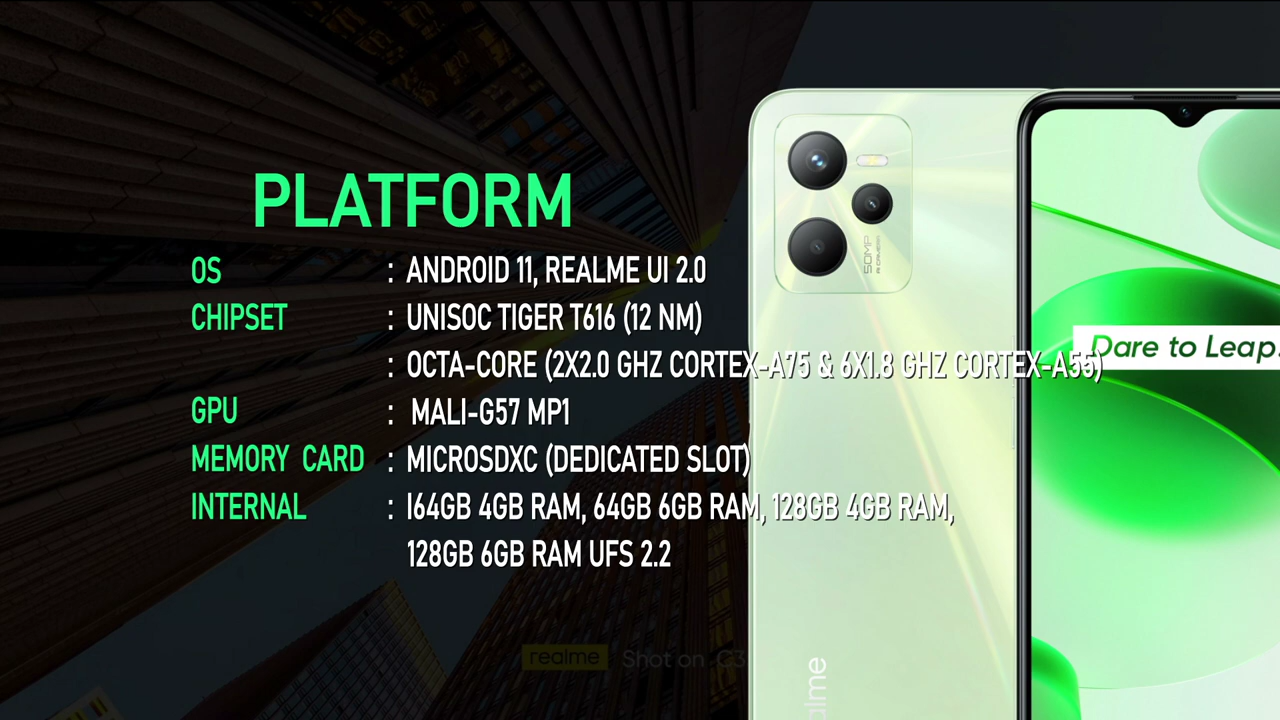 PLATFORM
OS : ANDROID 11, REALME UI 2.0
CHIPSET : UNISOC TIGER T616 (12 NM)
: OCTA-CORE (2X2.0 GHZ CORTEX-A75 & 6X1.8 GHZ CORTEX-A55)
GPU : MALI-G57 MP1
MEMORY CARD : MICROSDXC (DEDICATED SLOT)
INTERNAL : I64GB 4GB RAM, 64GB 6GB RAM, 128GB 4GB RAM,
128GB 6GB RAM UFS 2.2
50MP
AI CAMERA
Dare to Leap.
realme Shot on C3
realme